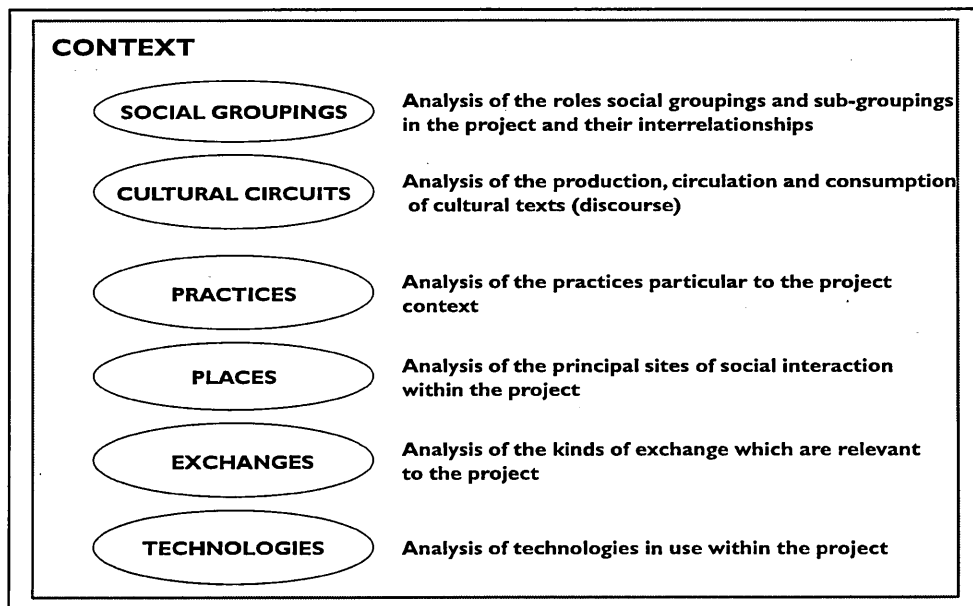 CONTEXT
SOCIAL GROUPINGS
Analysis of the roles social groupings and sub-groupings
in the project and their interrelationships
CULTURAL CIRCUITS
Analysis of the production, circulation and consumption
of cultural texts (discourse)
PRACTICES
Analysis of the practices particular to the project
context
PLACES
Analysis of the principal sites of social interaction
within the project
EXCHANGES
Analysis of the kinds of exchange which are relevant
to the project
TECHNOLOGIES
Analysis of technologies in use within the project